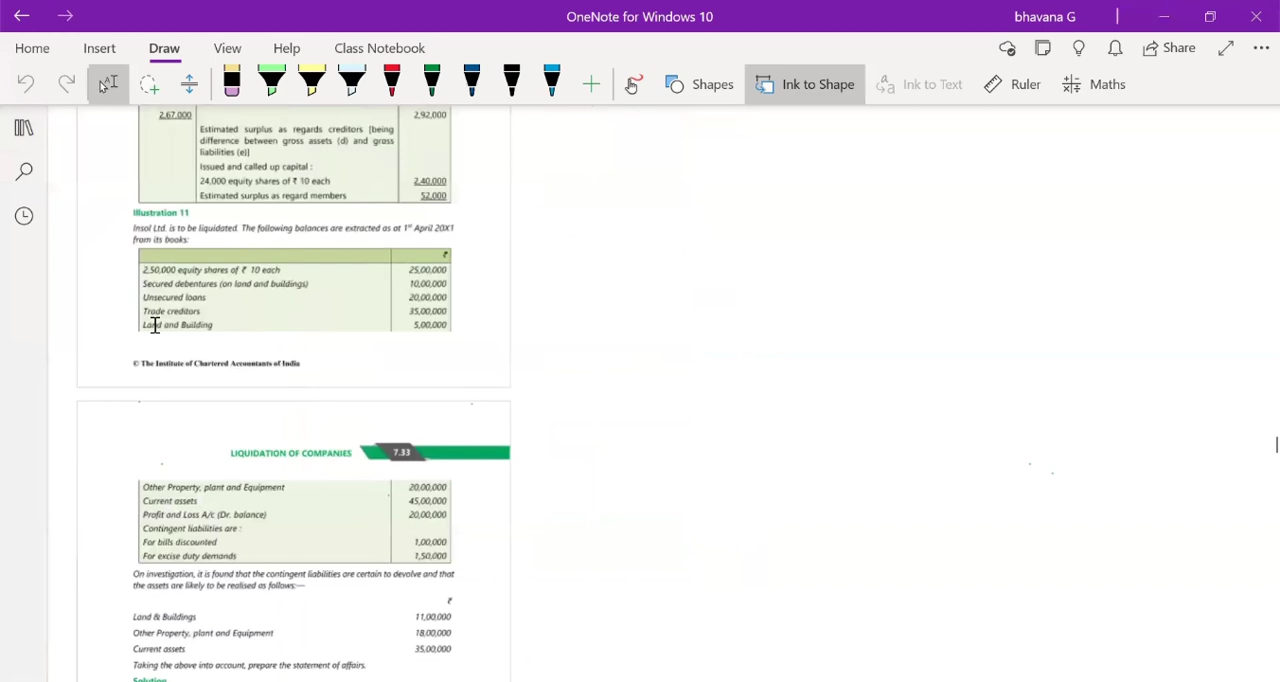 OneNote for Windows 10
bhavana G
Home Insert Draw View Help Class Notebook
Share
Shapes Ink to Shape Ink to Text Ruler Maths
2,67,000 2,92,000
Estimated surplus as regards creditors [being
difference between gross assets (d) and gross
liabilities (e)]
Issued and called up capital :
24,000 equity shares of ₹ 10 each 2,40,000
Estimated surplus as regard members 52,000
Illustration 11
Insol Ltd. is to be liquidated. The following balances are extracted as at 1st April 20X1
from its books:
₹
2,50,000 equity shares of ₹ 10 each 25,00,000
Secured debentures (on land and buildings) 10,00,000
Unsecured loans 20,00,000
Trade creditors 35,00,000
Land and Building 5,00,000
© The Institute of Chartered Accountants of India
LIQUIDATION OF COMPANIES 7.33
Other Property, plant and Equipment 20,00,000
Current assets 45,00,000
Profit and Loss A/c (Dr. balance) 20,00,000
Contingent liabilities are :
For bills discounted 1,00,000
For excise duty demands 1,50,000
On investigation, it is found that the contingent liabilities are certain to devolve and that
the assets are likely to be realised as follows:—
₹
Land & Buildings 11,00,000
Other Property, plant and Equipment 18,00,000
Current assets 35,00,000
Taking the above into account, prepare the statement of affairs.
Solution